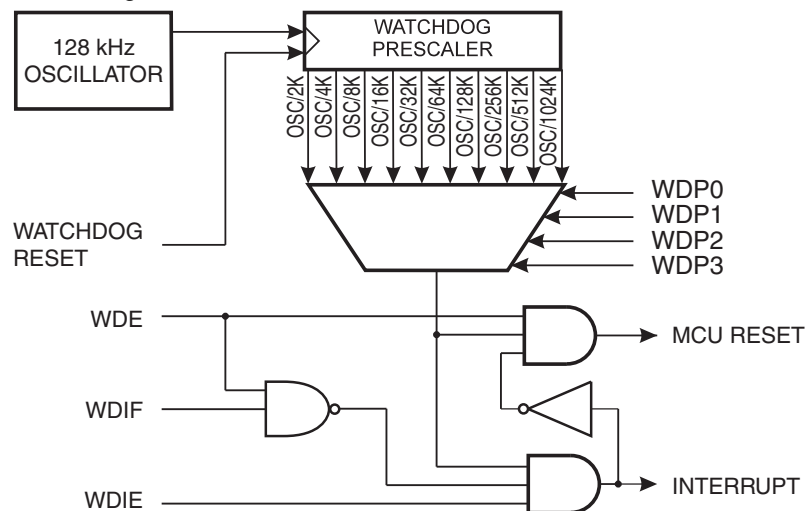 128 kHz
OSCILLATOR
WATCHDOG
PRESCALER
OSC/2K
OSC/4K
OSC/8K
OSC/16K
OSC/32K
OSC/64K
OSC/128K
OSC/256K
OSC/512K
OSC/1024K
WDP0
WDP1
WDP2
WDP3
WATCHDOG
RESET
WDE
MCU RESET
WDIF
INTERRUPT
WDIE